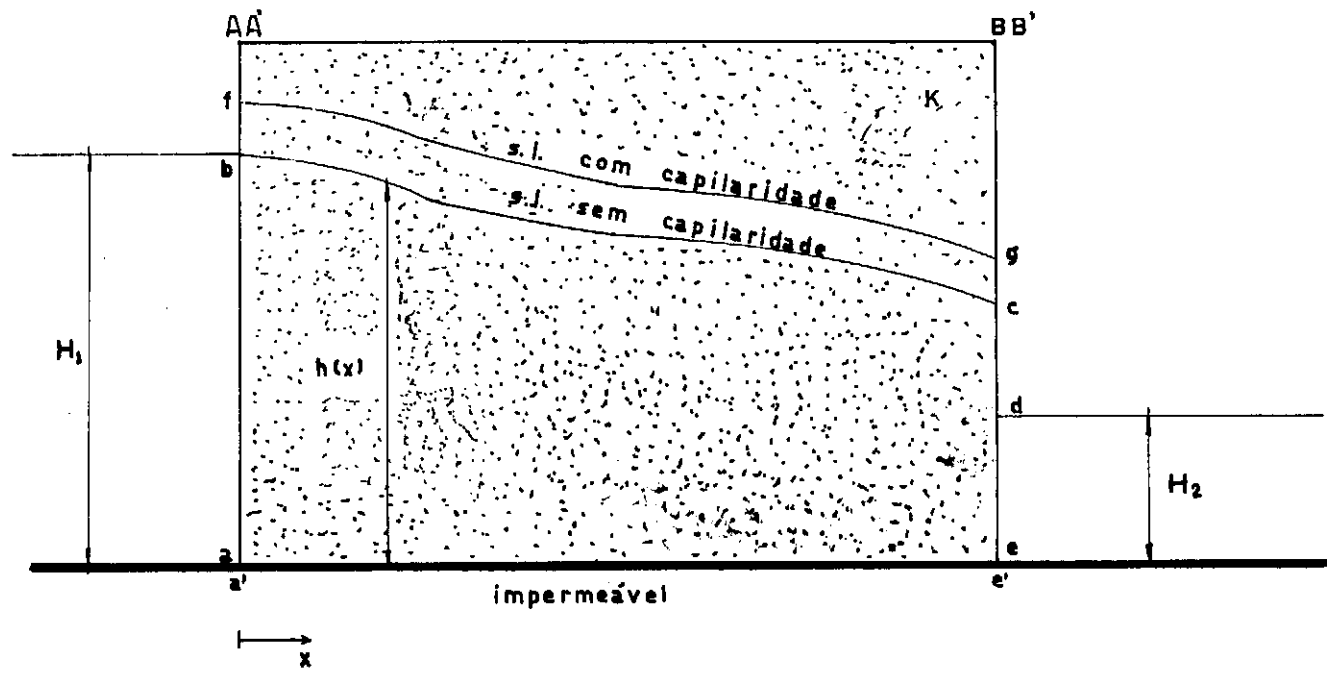 AA'
BB'
K
f
s.l. com capilaridade
b
s.l. sem capilaridade
g
c
H₁
h(x)
d
H₂
a
e
a'
e'
impermeável
x